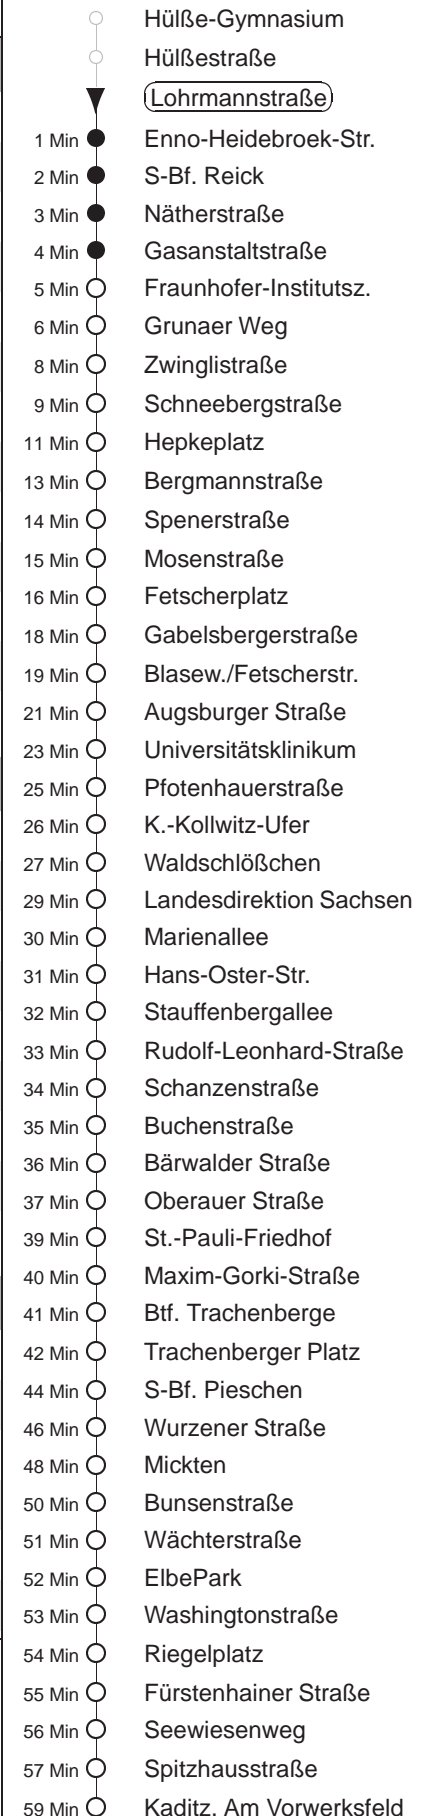 Hülße-Gymnasium
Hülßestraße
Lohrmannstraße
1 Min Enno-Heidebroek-Str.
2 Min S-Bf. Reick
3 Min Nätherstraße
4 Min Gasanstaltstraße
5 Min Fraunhofer-Institutsz.
6 Min Grunaer Weg
8 Min Zwinglistraße
9 Min Schneebergstraße
11 Min Hepkeplatz
13 Min Bergmannstraße
14 Min Spenerstraße
15 Min Mosenstraße
16 Min Fetscherplatz
18 Min Gabelsbergerstraße
19 Min Blasew./Fetscherstr.
21 Min Augsburger Straße
23 Min Universitätsklinikum
25 Min Pfotenhauerstraße
26 Min K.-Kollwitz-Ufer
27 Min Waldschlößchen
29 Min Landesdirektion Sachsen
30 Min Marienallee
31 Min Hans-Oster-Str.
32 Min Stauffenbergallee
33 Min Rudolf-Leonhard-Straße
34 Min Schanzenstraße
35 Min Buchenstraße
36 Min Bärwalder Straße
37 Min Oberauer Straße
39 Min St.-Pauli-Friedhof
40 Min Maxim-Gorki-Straße
41 Min Btf. Trachenberge
42 Min Trachenberger Platz
44 Min S-Bf. Pieschen
46 Min Wurzener Straße
48 Min Mickten
50 Min Bunsenstraße
51 Min Wächterstraße
52 Min ElbePark
53 Min Washingtonstraße
54 Min Riegelplatz
55 Min Fürstenhainer Straße
56 Min Seewiesenweg
57 Min Spitzhausstraße
59 Min Kaditz, Am Vorwerksfeld